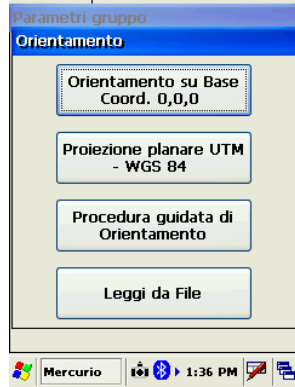 Parametri gruppo
Orientamento
Orientamento su Base
Coord. 0,0,0
Proiezione planare UTM
- WGS 84
Procedura guidata di
Orientamento
Leggi da File
Mercurio 1:36 PM